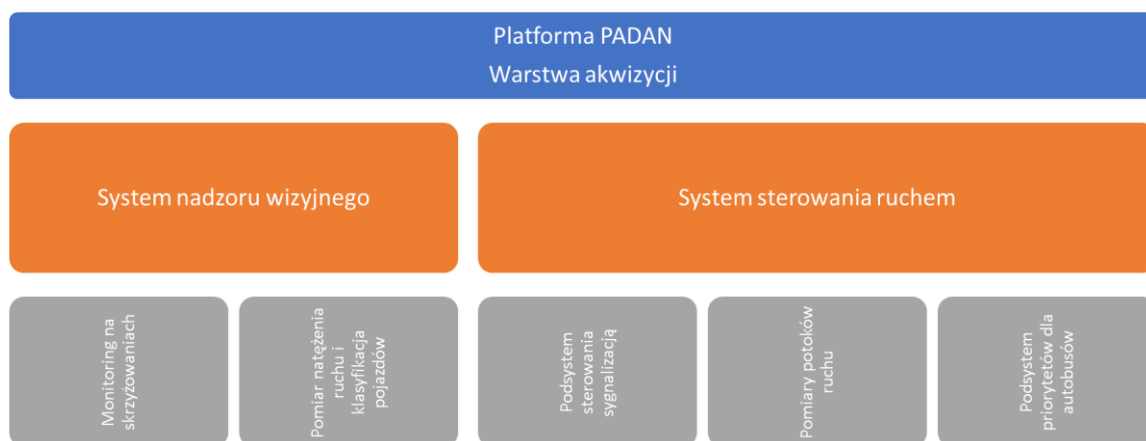 Platforma PADAN
Warstwa akwizycji
System nadzoru wizyjnego
System sterowania ruchem
Monitoring na
skrzyżowaniach
Pomiar natężenia
ruchu i
klasyfikacja
pojazdów
Podsystem
sterowania
sygnalizacją
Pomiary potoków
ruchu
Podsystem
priorytetów dla
autobusów